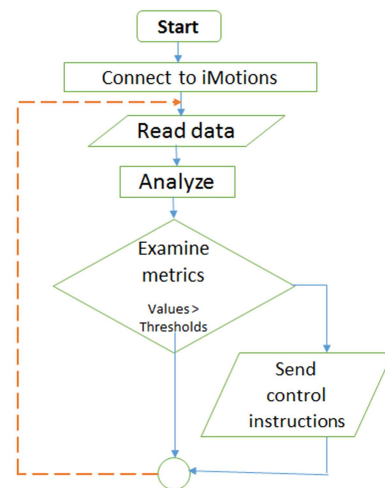 Start
Connect to iMotions
Read data
Analyze
Examine
metrics
Values>
Thresholds
Send
control
instructions